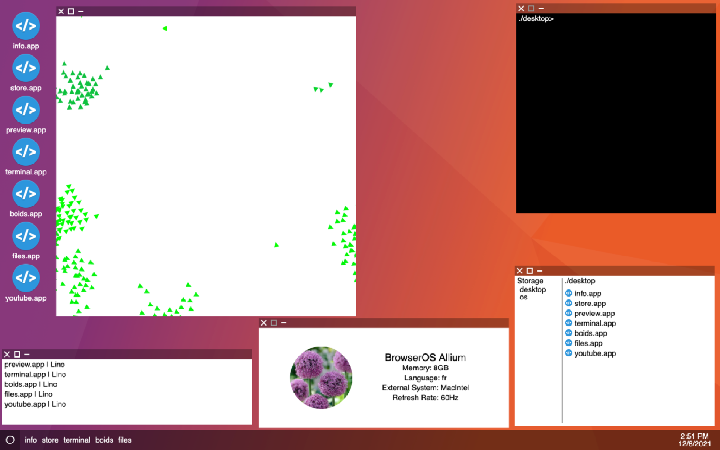 info.app
store.app
preview.app
terminal.app
boids.app
files.app
youtube.app
./desktop>
Storage
desktop
os
./desktop
info.app
store.app
preview.app
terminal.app
boids.app
files.app
youtube.app
preview.app | Lino
terminal.app | Lino
boids.app | Lino
files.app | Lino
youtube.app | Lino
BrowserOS Allium
Memory: 8GB
Language: fr
External System: MacIntel
Refresh Rate: 60Hz
info store terminal boids files
2:51 PM
12/8/2021